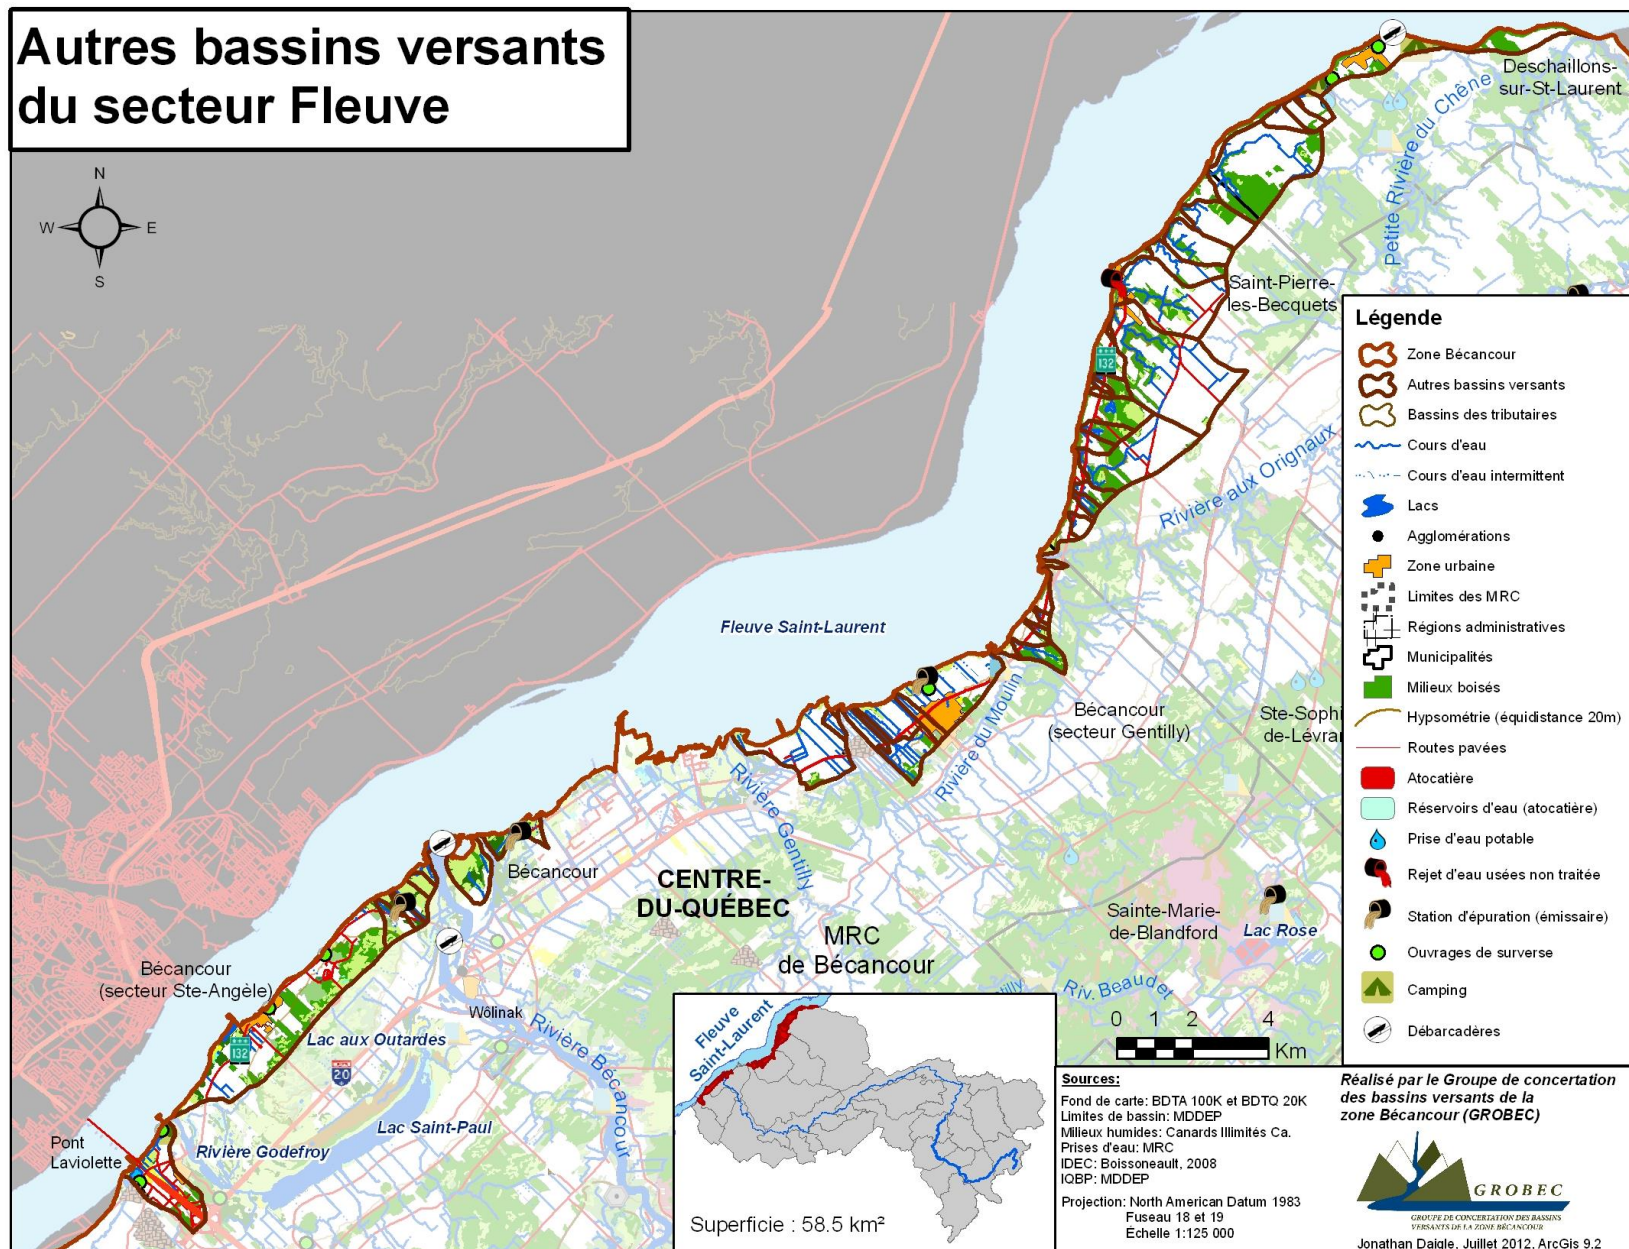 Autres bassins versants
du secteur Fleuve
N
W
E
S
Deschaillons-
sur-St-Laurent
Petite Rivière du Chêne
Saint-Pierre-
les-Becquets
132
Rivière aux Orignaux
Fleuve Saint-Laurent
Bécancour
(secteur Gentilly)
Ste-Sophi
de-Lévra
Rivière du Moulin
Rivière Gentilly
Bécancour
CENTRE-
DU-QUÉBEC
MRC
de Bécancour
Sainte-Marie-
de-Blandford
Lac Rose
Riv. Beaudet
Bécancour
(secteur Ste-Angèle)
132
Wôlinak
Lac aux Outardes
20
Rivière Bécancour
Lac Saint-Paul
Rivière Godefroy
Pont
Laviolette
0 1 2 4
Km
Légende
Zone Bécancour
Autres bassins versants
Bassins des tributaires
Cours d'eau
Cours d'eau intermittent
Lacs
Agglomérations
Zone urbaine
Limites des MRC
Régions administratives
Municipalités
Milieux boisés
Hypsométrie (équidistance 20m)
Routes pavées
Atocatière
Réservoirs d'eau (atocatière)
Prise d'eau potable
Rejet d'eau usées non traitée
Station d'épuration (émissaire)
Ouvrages de surverse
Camping
Débarcadères
Fleuve
Saint-Laurent
Superficie : 58.5 km²
Sources:
Fond de carte: BDTA 100K et BDTQ 20K
Limites de bassin: MDDEP
Milieux humides: Canards Illimités Ca.
Prises d'eau: MRC
IDEC: Boissoneault, 2008
IQBP: MDDEP
Projection: North American Datum 1983
Fuseau 18 et 19
Échelle 1:125 000
Réalisé par le Groupe de concertation
des bassins versants de la
zone Bécancour (GROBEC)
GROBEC
GROUPE DE CONCERTATION DES BASSINS
VERSANTS DE LA ZONE BÉCANCOUR
Jonathan Daigle, Juillet 2012, ArcGis 9.2